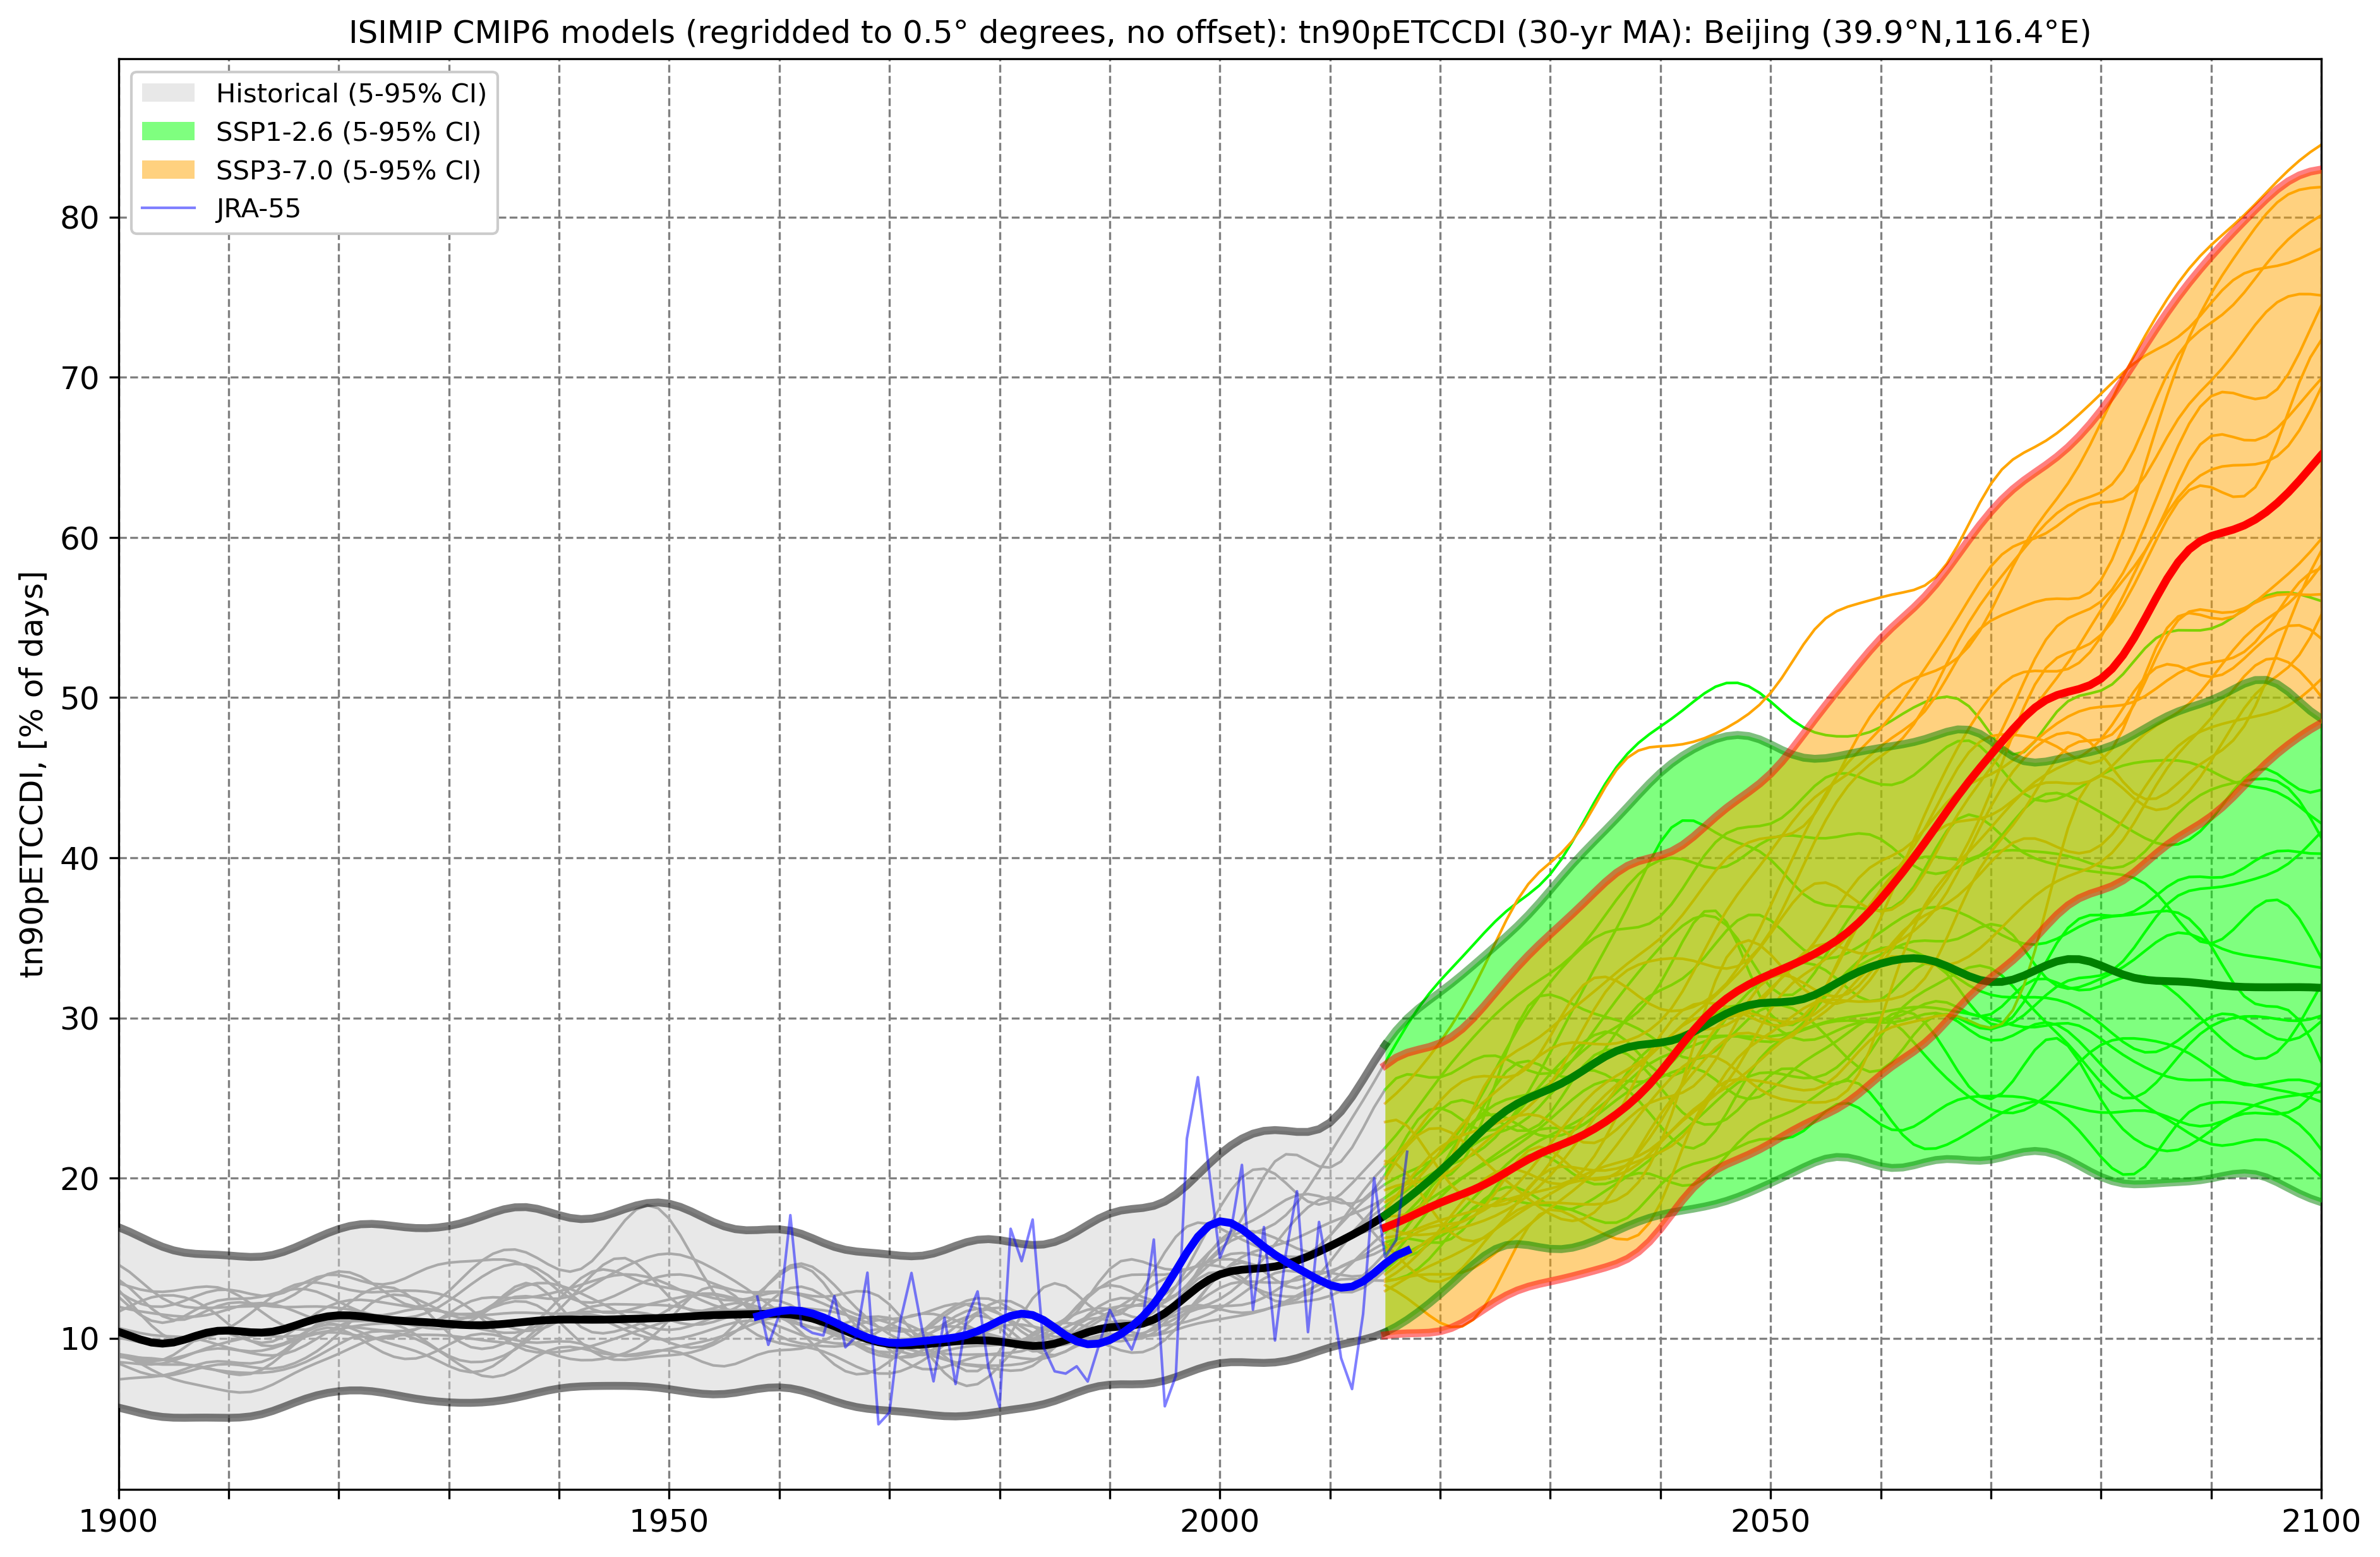 ISIMIP CMIP6 models (regridded to 0.5° degrees, no offset): tn90pETCCDI (30-yr MA): Beijing (39.9°N,116.4°E)
Historical (5-95% CI)
SSP1-2.6 (5-95% CI)
SSP3-7.0 (5-95% CI)
JRA-55
tn90pETCCDI, [% of days]
80
70
60
50
40
30
20
10
1900
1950
2000
2050
2100